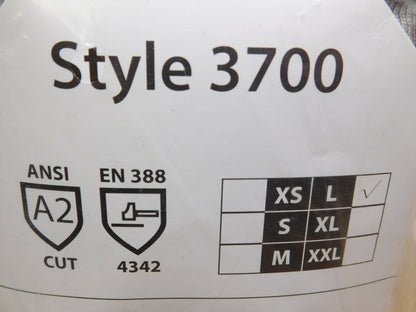 Style 3700
ANSI EN 388
A2
CUT 4342
XS L ✓
S XL
M XXL